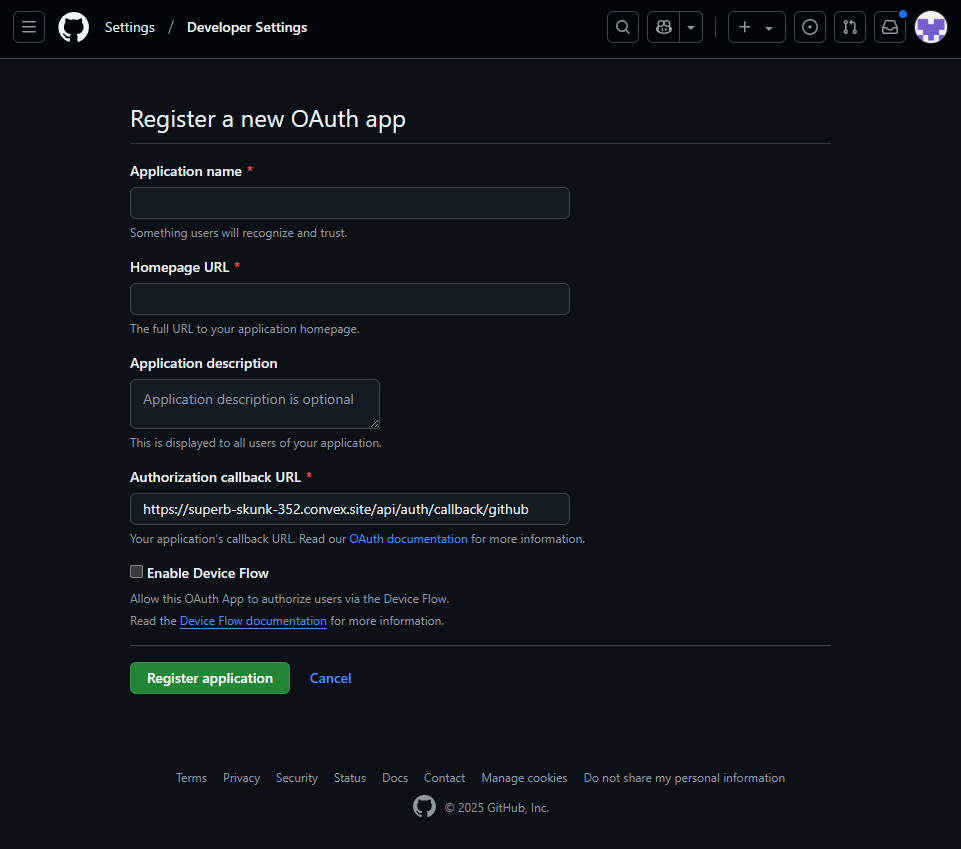 Settings / Developer Settings
Register a new OAuth app
Application name *
Something users will recognize and trust.
Homepage URL *
The full URL to your application homepage.
Application description
Application description is optional
This is displayed to all users of your application.
Authorization callback URL *
https://superb-skunk-352.convex.site/api/auth/callback/github
Your application's callback URL. Read our OAuth documentation for more information.
Enable Device Flow
Allow this OAuth App to authorize users via the Device Flow.
Read the Device Flow documentation for more information.
Register application Cancel
Terms Privacy Security Status Docs Contact Manage cookies Do not share my personal information
© 2025 GitHub, Inc.